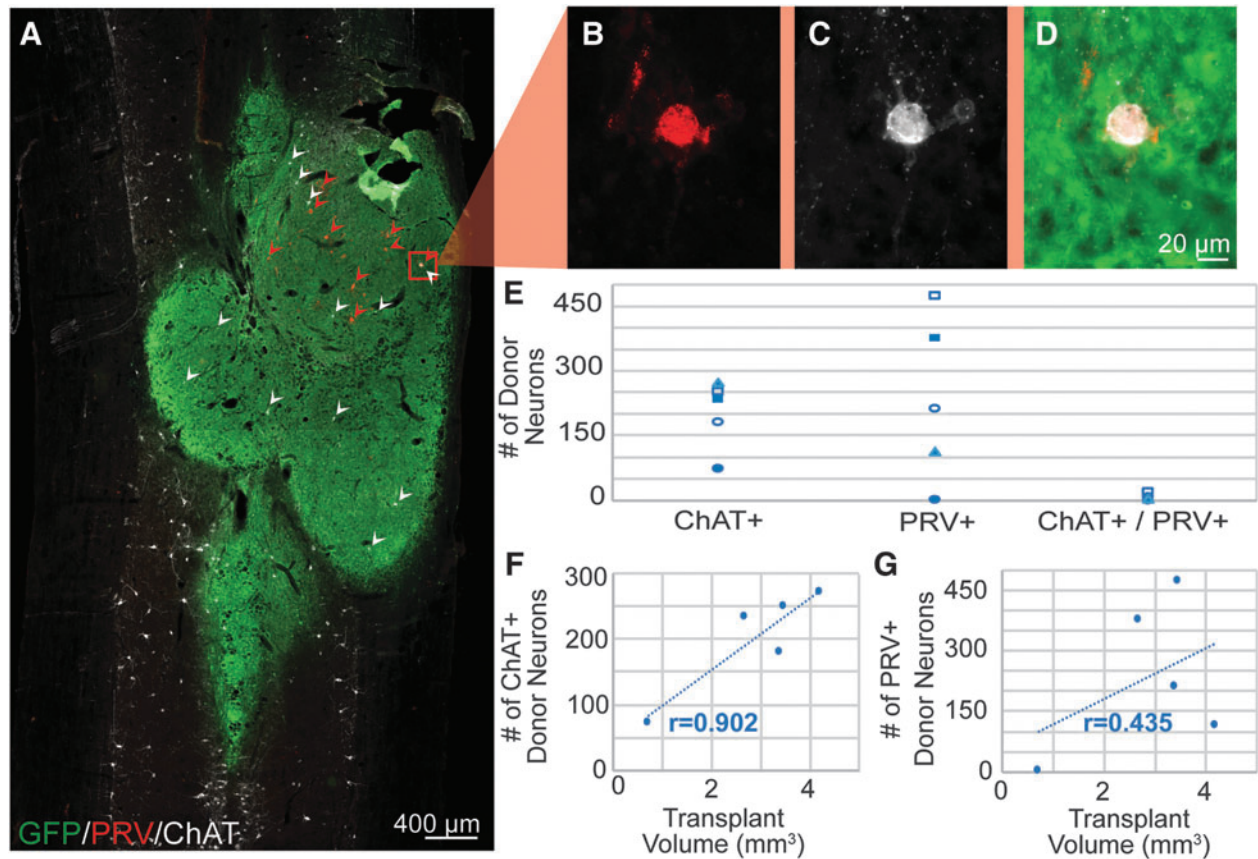 A
B
C
D
GFP/PRV/ChAT
400 µm
20 µm
E
# of Donor
Neurons
450
300
150
0
ChAT+
PRV+
ChAT+ / PRV+
F
# of ChAT+
Donor Neurons
300
200
100
0
r=0.902
0
2
4
Transplant
Volume (mm³)
G
# of PRV+
Donor Neurons
450
300
150
0
r=0.435
0
2
4
Transplant
Volume (mm³)